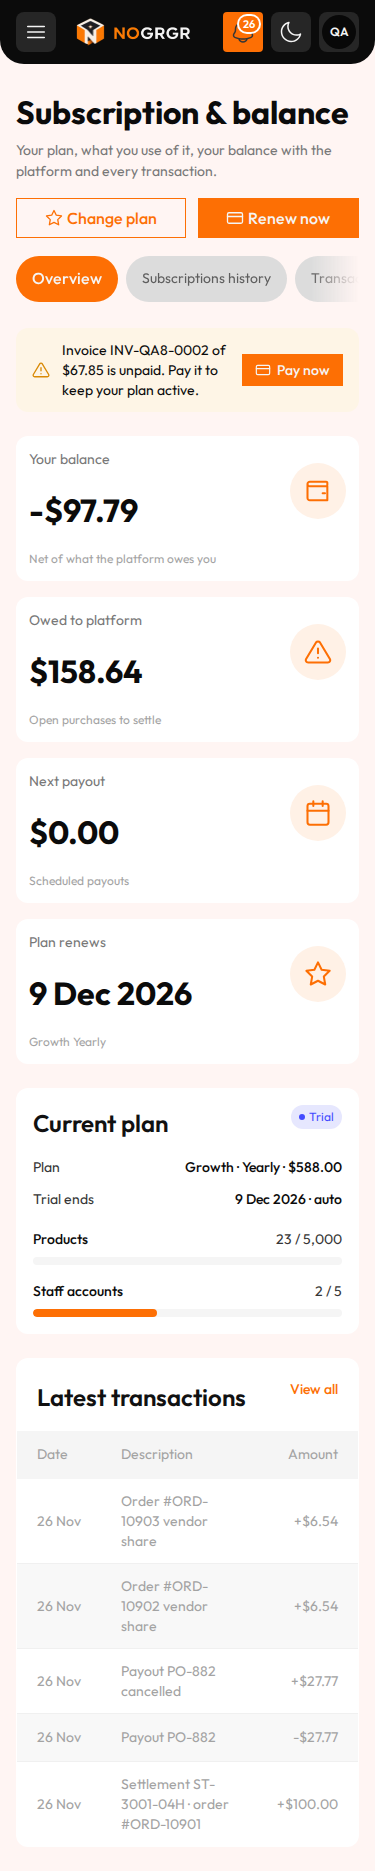 NOGRGR
26
QA
Subscription & balance
Your plan, what you use of it, your balance with the
platform and every transaction.
Change plan
Renew now
Overview
Subscriptions history
Invoice INV-QA8-0002 of
$67.85 is unpaid. Pay it to
keep your plan active.
Pay now
Your balance
-$97.79
Net of what the platform owes you
Owed to platform
$158.64
Open purchases to settle
Next payout
$0.00
Scheduled payouts
Plan renews
9 Dec 2026
Growth Yearly
Current plan
Trial
Plan Growth · Yearly · $588.00
Trial ends 9 Dec 2026 · auto
Products 23 / 5,000
Staff accounts 2 / 5
Latest transactions
View all
Date Description Amount
26 Nov
Order #ORD-
10903 vendor
share
+$6.54
26 Nov
Order #ORD-
10902 vendor
share
+$6.54
26 Nov
Payout PO-882
cancelled
+$27.77
26 Nov Payout PO-882 -$27.77
26 Nov
Settlement ST-
3001-04H · order
#ORD-10901
+$100.00